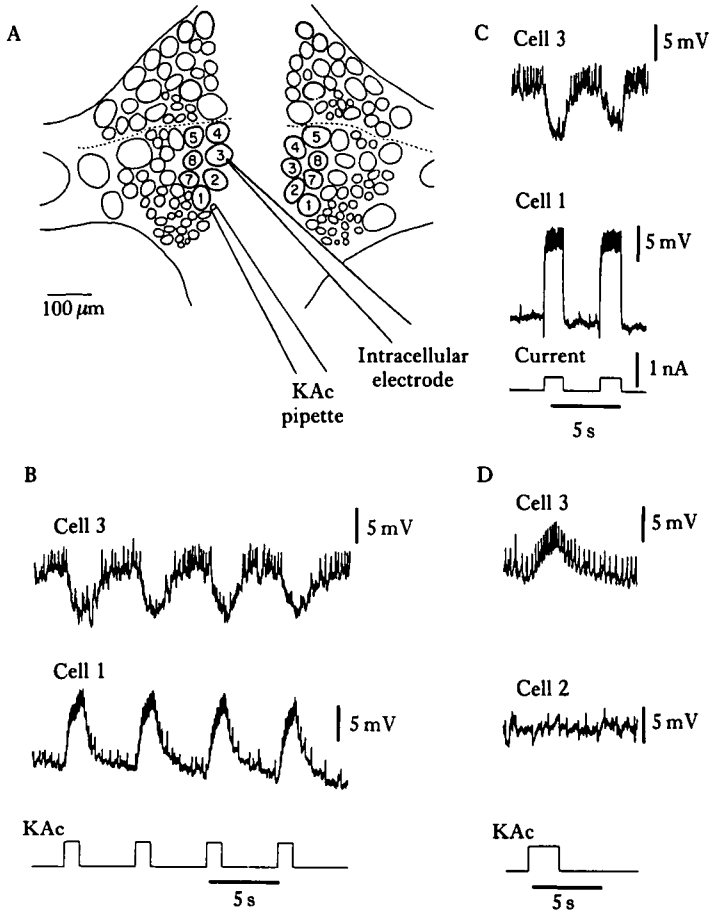 A
5 4
8 3
7 2
1
4 5
3 8
2 7
1
100 μm
KAc
pipette
Intracellular
electrode
B
Cell 3
5 mV
Cell 1
5 mV
KAc
5 s
C
Cell 3
5 mV
Cell 1
5 mV
Current
1 nA
5 s
D
Cell 3
5 mV
Cell 2
5 mV
KAc
5 s